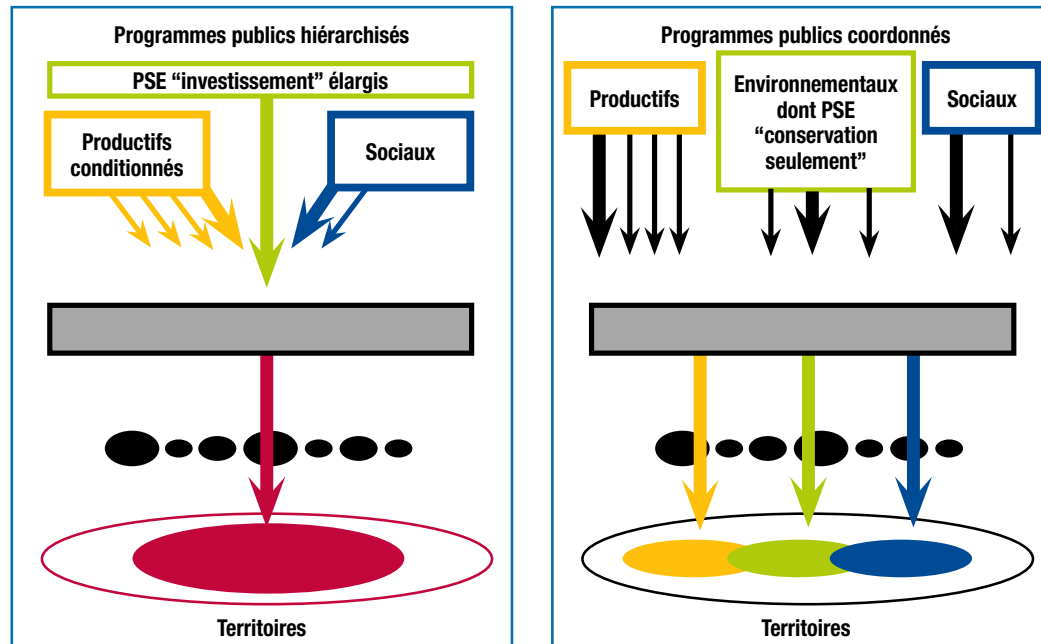 Programmes publics hiérarchisés
PSE “investissement” élargis
Productifs
conditionnés
Sociaux
Territoires
Programmes publics coordonnés
Productifs
Environnementaux
dont PSE
“conservation
seulement”
Sociaux
Territoires